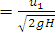 = u₁ / √(2gH)